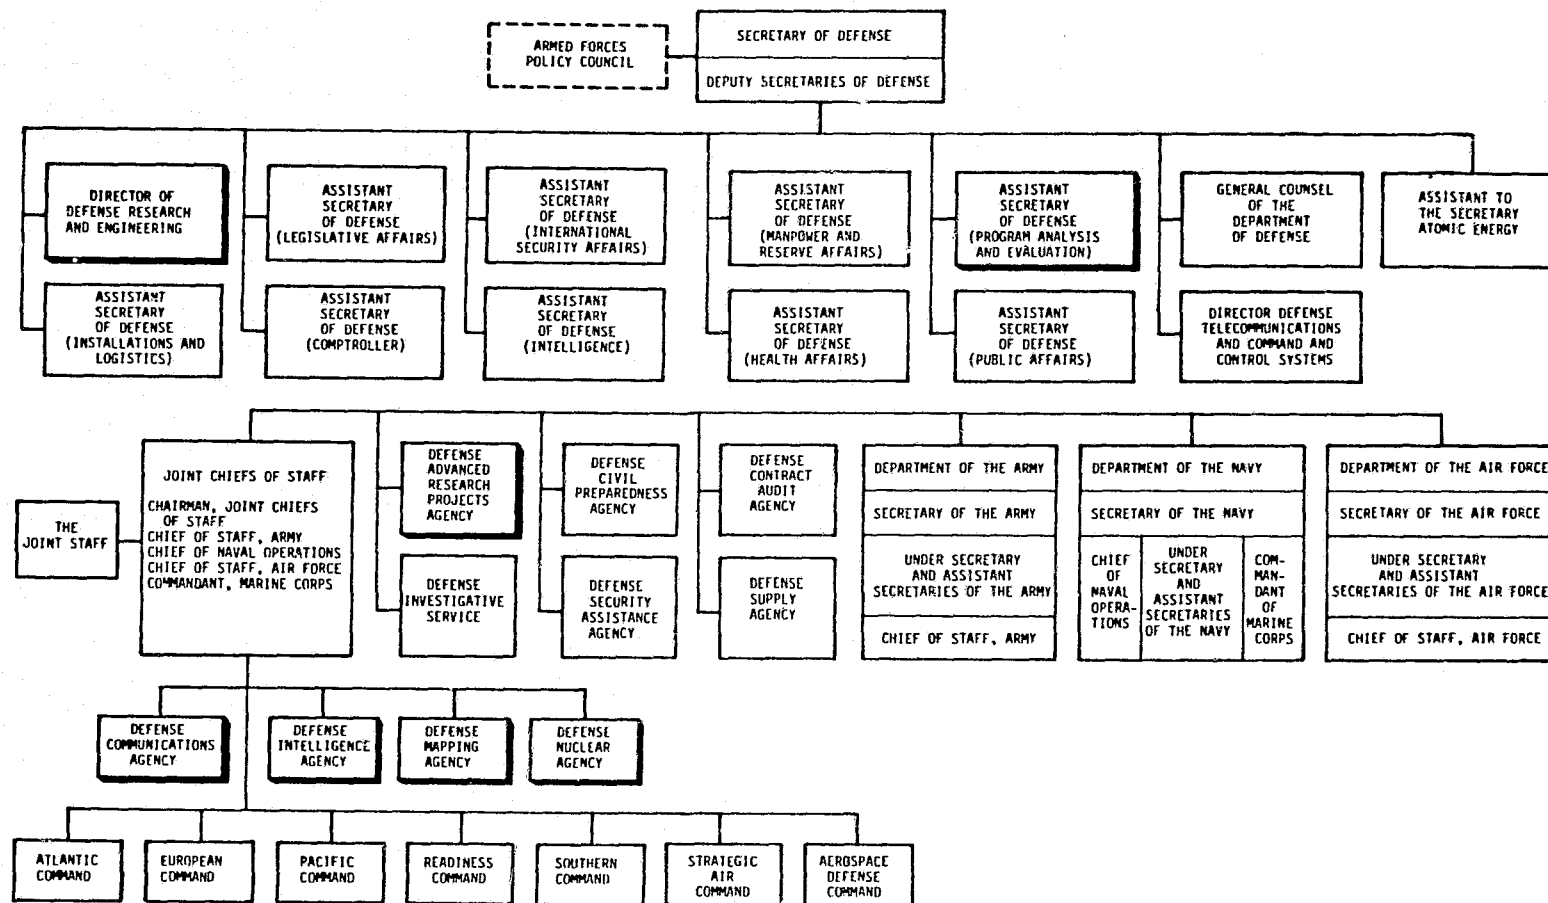 ARMED FORCES
POLICY COUNCIL
SECRETARY OF DEFENSE
DEPUTY SECRETARIES OF DEFENSE
DIRECTOR OF
DEFENSE RESEARCH
AND ENGINEERING
ASSISTANT
SECRETARY
OF DEFENSE
(LEGISLATIVE AFFAIRS)
ASSISTANT
SECRETARY
OF DEFENSE
(INTERNATIONAL
SECURITY AFFAIRS)
ASSISTANT
SECRETARY
OF DEFENSE
(MANPOWER AND
RESERVE AFFAIRS)
ASSISTANT
SECRETARY
OF DEFENSE
(PROGRAM ANALYSIS
AND EVALUATION)
GENERAL COUNSEL
OF THE
DEPARTMENT
OF DEFENSE
ASSISTANT TO
THE SECRETARY
ATOMIC ENERGY
ASSISTANT
SECRETARY
OF DEFENSE
(INSTALLATIONS AND
LOGISTICS)
ASSISTANT
SECRETARY
OF DEFENSE
(COMPTROLLER)
ASSISTANT
SECRETARY
OF DEFENSE
(INTELLIGENCE)
ASSISTANT
SECRETARY
OF DEFENSE
(HEALTH AFFAIRS)
ASSISTANT
SECRETARY
OF DEFENSE
(PUBLIC AFFAIRS)
DIRECTOR DEFENSE
TELECOMMUNICATIONS
AND COMMAND AND
CONTROL SYSTEMS
THE
JOINT STAFF
JOINT CHIEFS OF STAFF
CHAIRMAN, JOINT CHIEFS
OF STAFF
CHIEF OF STAFF, ARMY
CHIEF OF NAVAL OPERATIONS
CHIEF OF STAFF, AIR FORCE
COMMANDANT, MARINE CORPS
DEFENSE
ADVANCED
RESEARCH
PROJECTS
AGENCY
DEFENSE
CIVIL
PREPAREDNESS
AGENCY
DEFENSE
CONTRACT
AUDIT
AGENCY
DEFENSE
INVESTIGATIVE
SERVICE
DEFENSE
SECURITY
ASSISTANCE
AGENCY
DEFENSE
SUPPLY
AGENCY
DEPARTMENT OF THE ARMY
SECRETARY OF THE ARMY
UNDER SECRETARY
AND ASSISTANT
SECRETARIES OF THE ARMY
CHIEF OF STAFF, ARMY
DEPARTMENT OF THE NAVY
SECRETARY OF THE NAVY
CHIEF
OF
NAVAL
OPERA-
TIONS
UNDER
SECRETARY
AND
ASSISTANT
SECRETARIES
OF THE NAVY
COM-
MAN-
DANT
OF
MARINE
CORPS
DEPARTMENT OF THE AIR FORCE
SECRETARY OF THE AIR FORCE
UNDER SECRETARY
AND ASSISTANT
SECRETARIES OF THE AIR FORCE
CHIEF OF STAFF, AIR FORCE
DEFENSE
COMMUNICATIONS
AGENCY
DEFENSE
INTELLIGENCE
AGENCY
DEFENSE
MAPPING
AGENCY
DEFENSE
NUCLEAR
AGENCY
ATLANTIC
COMMAND
EUROPEAN
COMMAND
PACIFIC
COMMAND
READINESS
COMMAND
SOUTHERN
COMMAND
STRATEGIC
AIR
COMMAND
AEROSPACE
DEFENSE
COMMAND